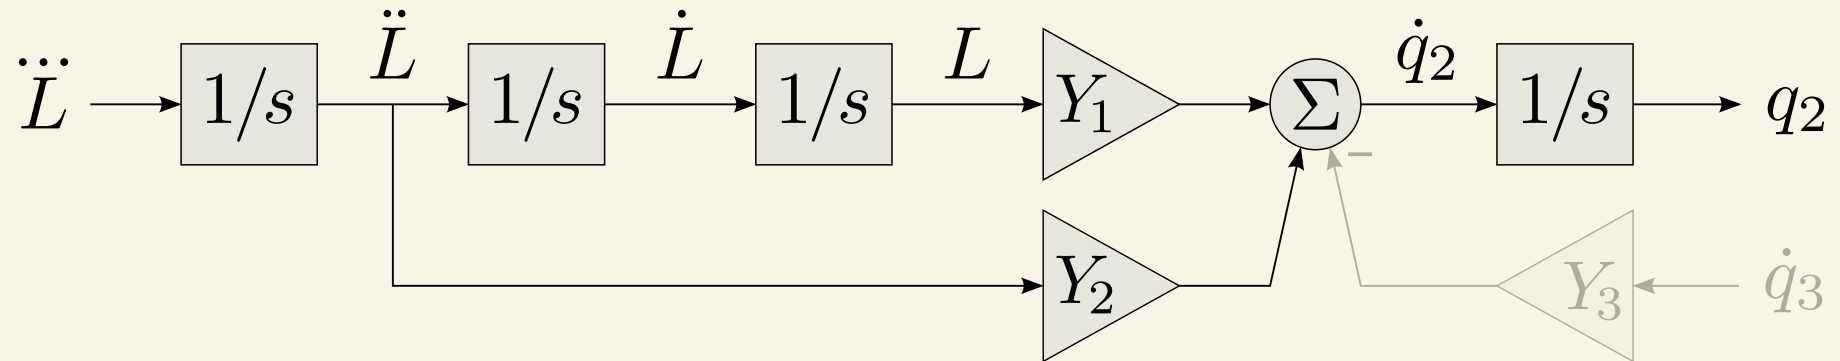 L⃛ 1/s L̈ 1/s L̇ 1/s L Y₁ Σ q̇₂ 1/s q₂
−
Y₂ Y₃ q̇₃